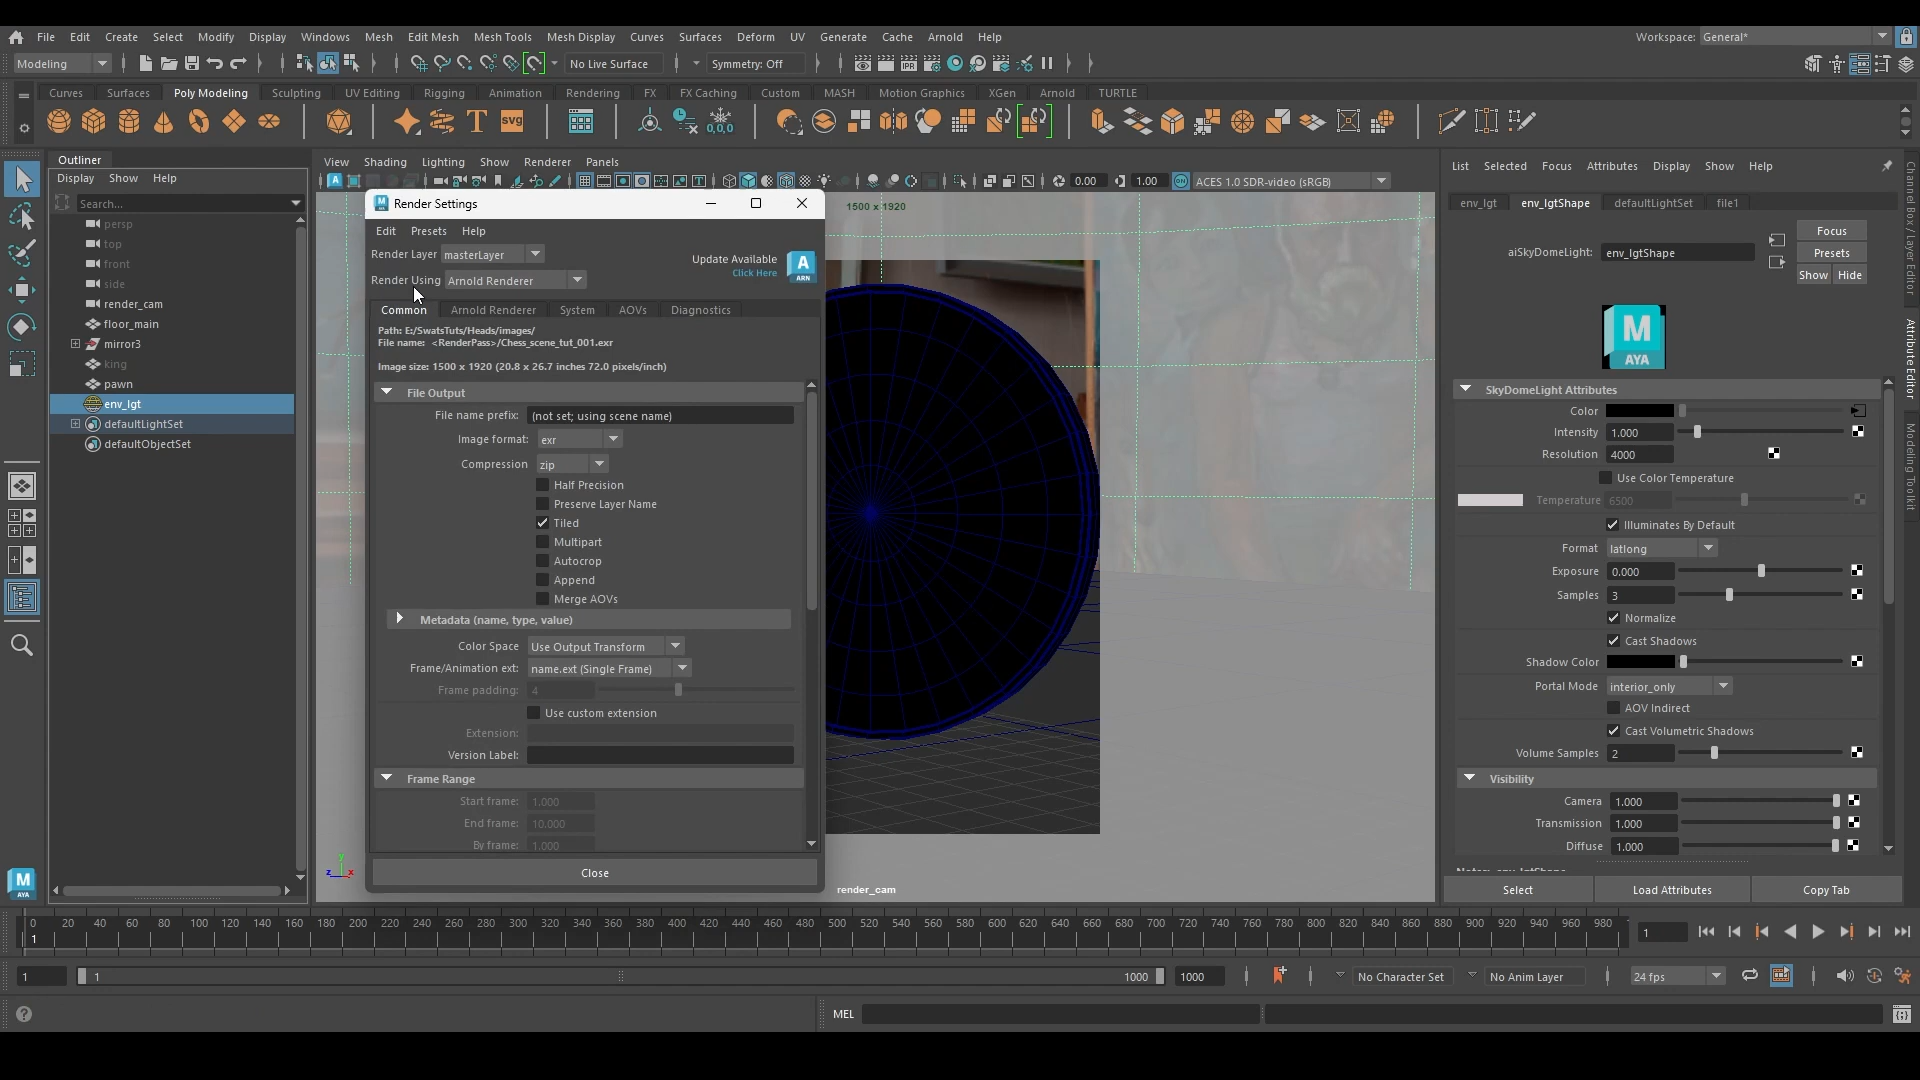 File Edit Create Select Modify Display Windows Mesh Edit Mesh Mesh Tools Mesh Display Curves Surfaces Deform UV Generate Cache Arnold Help Workspace: General*
Modeling No Live Surface Symmetry: Off
Curves Surfaces Poly Modeling Sculpting UV Editing Rigging Animation Rendering FX FX Caching Custom MASH Motion Graphics XGen Arnold TURTLE
Outliner
Display Show Help
Search...
persp
top
front
side
render_cam
floor_main
mirror3
king
pawn
env_lgt
defaultLightSet
defaultObjectSet
View Shading Lighting Show Renderer Panels
0.00 1.00 ACES 1.0 SDR-video (sRGB)
1500 x 1920
Render Settings
Edit Presets Help
Render Layer masterLayer
Update Available
Click Here
Render Using Arnold Renderer
Common Arnold Renderer System AOVs Diagnostics
Path: E:/SwatsTuts/Heads/images/
File name: <RenderPass>/Chess_scene_tut_001.exr
Image size: 1500 x 1920 (20.8 x 26.7 inches 72.0 pixels/inch)
File Output
File name prefix: (not set; using scene name)
Image format: exr
Compression zip
Half Precision
Preserve Layer Name
Tiled
Multipart
Autocrop
Append
Merge AOVs
Metadata (name, type, value)
Color Space Use Output Transform
Frame/Animation ext: name.ext (Single Frame)
Frame padding: 4
Use custom extension
Extension:
Version Label:
Frame Range
Start frame: 1.000
End frame: 10.000
By frame: 1.000
Close
render_cam
List Selected Focus Attributes Display Show Help
env_lgt env_lgtShape defaultLightSet file1
Focus
aiSkyDomeLight: env_lgtShape
Presets
Show Hide
SkyDomeLight Attributes
Color
Intensity 1.000
Resolution 4000
Use Color Temperature
Temperature 6500
Illuminates By Default
Format latlong
Exposure 0.000
Samples 3
Normalize
Cast Shadows
Shadow Color
Portal Mode interior_only
AOV Indirect
Cast Volumetric Shadows
Volume Samples 2
Visibility
Camera 1.000
Transmission 1.000
Diffuse 1.000
Select Load Attributes Copy Tab
Channel Box / Layer Editor
Attribute Editor
Modeling Toolkit
0 20 40 60 80 100 120 140 160 180 200 220 240 260 280 300 320 340 360 380 400 420 440 460 480 500 520 540 560 580 600 620 640 660 680 700 720 740 760 780 800 820 840 860 880 900 920 940 960 980
1 1
1 1 1000 1000 No Character Set No Anim Layer 24 fps
MEL